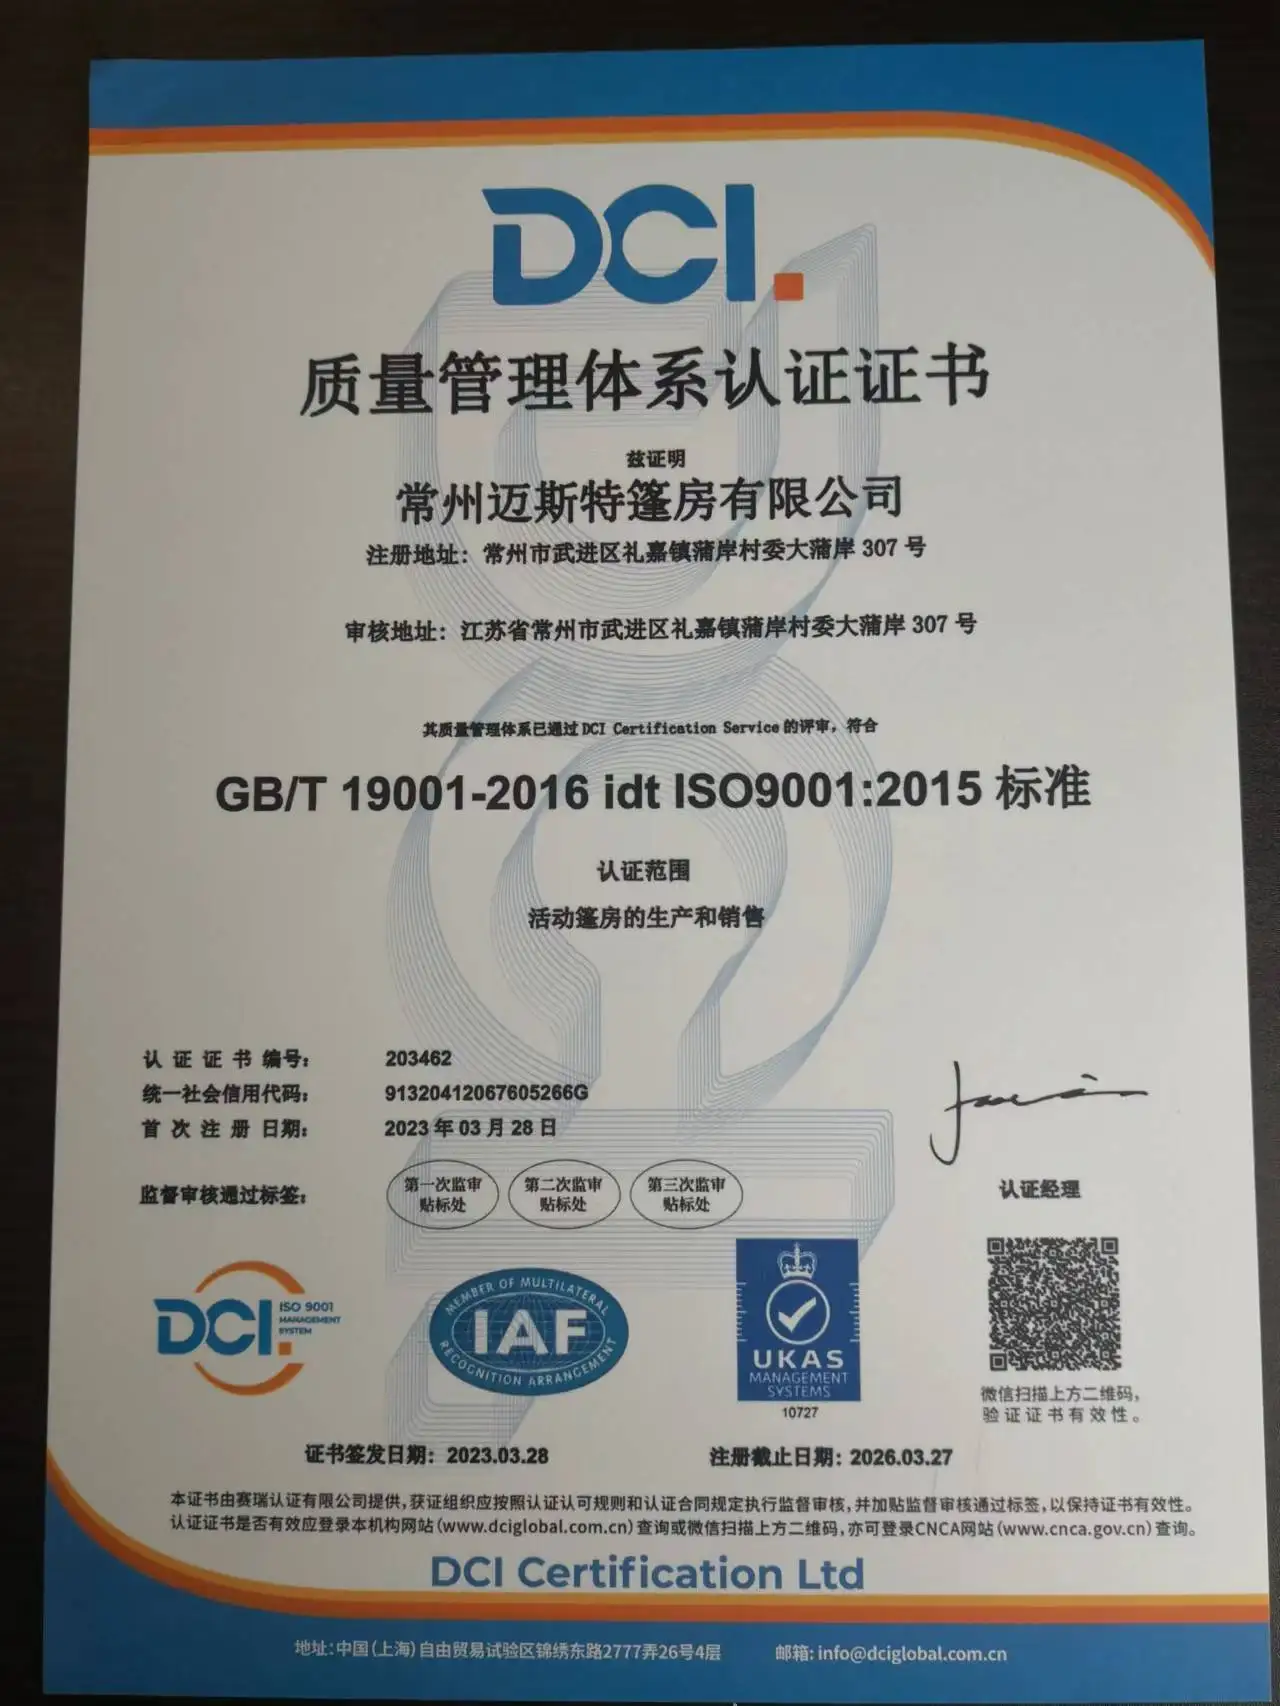 DCI.
质量管理体系认证证书
兹证明
常州迈斯特篷房有限公司
注册地址：常州市武进区礼嘉镇蒲岸村委大蒲岸 307 号
审核地址：江苏省常州市武进区礼嘉镇蒲岸村委大蒲岸 307 号
其质量管理体系已通过 DCI Certification Service 的评审，符合
GB/T 19001-2016 idt ISO9001:2015 标准
认证范围
活动篷房的生产和销售
认 证 证 书 编号： 203462
统一社会信用代码： 91320412067605266G
首 次 注 册 日期： 2023 年 03 月 28 日
监督审核通过标签：
第一次监审
贴标处
第二次监审
贴标处
第三次监审
贴标处
认证经理
DCI.
ISO 9001
MANAGEMENT
SYSTEM
MEMBER OF MULTILATERAL
IAF
RECOGNITION ARRANGEMENT
UKAS
MANAGEMENT
SYSTEMS
10727
微信扫描上方二维码，
验证证书有效性。
证书签发日期：2023.03.28
注册截止日期：2026.03.27
本证书由赛瑞认证有限公司提供，获证组织应按照认证认可规则和认证合同规定执行监督审核，并加贴监督审核通过标签，以保持证书有效性。
认证证书是否有效应登录本机构网站（www.dciglobal.com.cn）查询或微信扫描上方二维码，亦可登录CNCA网站（www.cnca.gov.cn）查询。
DCI Certification Ltd
地址：中国（上海）自由贸易试验区锦绣东路2777弄26号4层
邮箱：info@dciglobal.com.cn